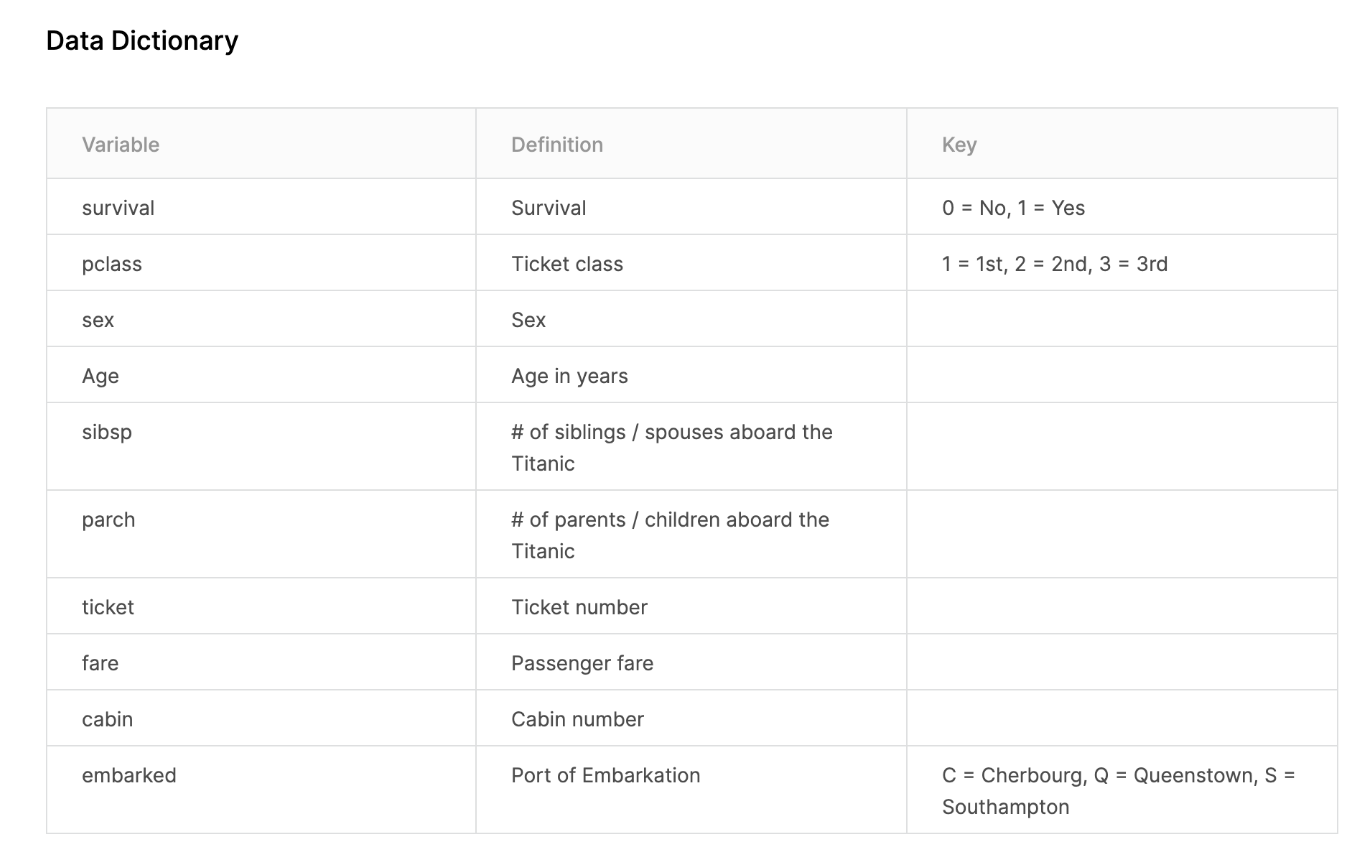 Data Dictionary
Variable Definition Key
survival Survival 0 = No, 1 = Yes
pclass Ticket class 1 = 1st, 2 = 2nd, 3 = 3rd
sex Sex
Age Age in years
sibsp # of siblings / spouses aboard the
Titanic
parch # of parents / children aboard the
Titanic
ticket Ticket number
fare Passenger fare
cabin Cabin number
embarked Port of Embarkation C = Cherbourg, Q = Queenstown, S =
Southampton